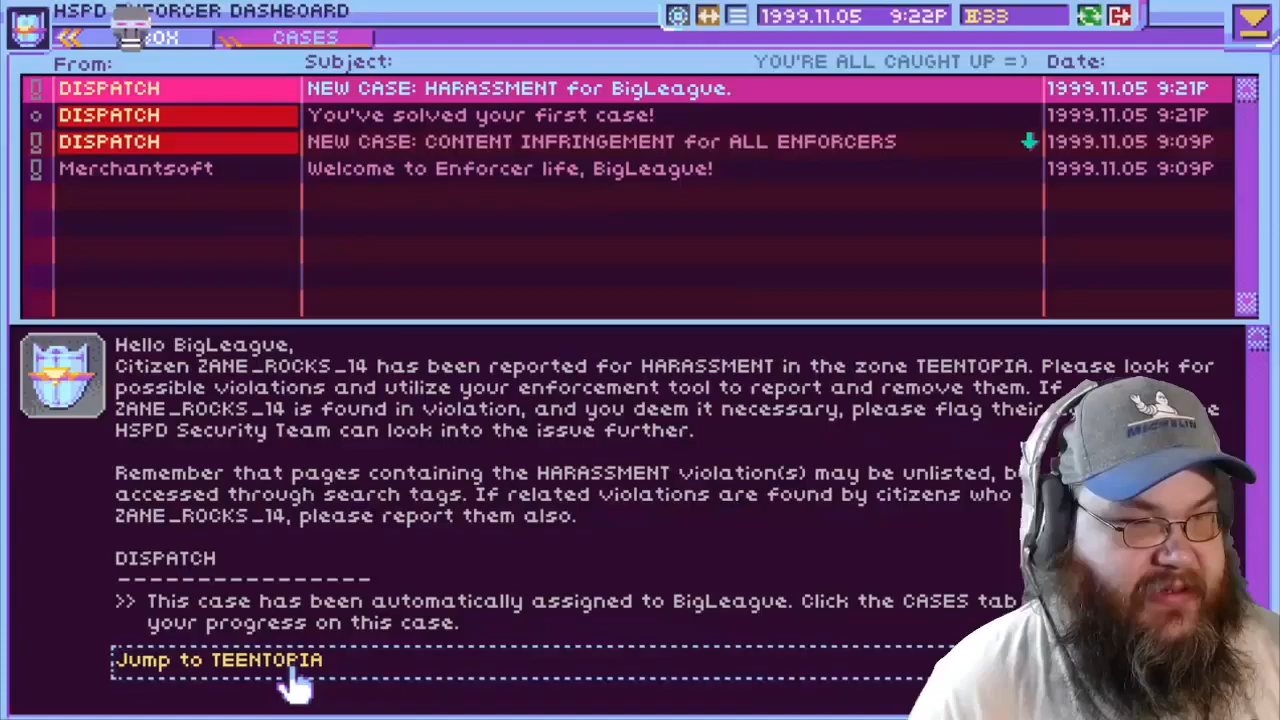 HSPD ENFORCER DASHBOARD
1999.11.05 9:22P
33
CASES
From:
Subject:
YOU'RE ALL CAUGHT UP =)
Date:
DISPATCH
NEW CASE: HARASSMENT for BigLeague.
1999.11.05 9:21P
DISPATCH
You've solved your first case!
1999.11.05 9:21P
DISPATCH
NEW CASE: CONTENT INFRINGEMENT for ALL ENFORCERS
1999.11.05 9:09P
Merchantsoft
Welcome to Enforcer life, BigLeague!
1999.11.05 9:09P
Hello BigLeague,
Citizen ZANE_ROCKS_14 has been reported for HARASSMENT in the zone TEENTOPIA. Please look for
possible violations and utilize your enforcement tool to report and remove them. If
ZANE_ROCKS_14 is found in violation, and you deem it necessary, please flag their
HSPD Security Team can look into the issue further.
Remember that pages containing the HARASSMENT violation(s) may be unlisted,
accessed through search tags. If related violations are found by citizens who
ZANE_ROCKS_14, please report them also.
DISPATCH
----------------
>> This case has been automatically assigned to BigLeague. Click the CASES tab
your progress on this case.
Jump to TEENTOPIA
MICHELIN